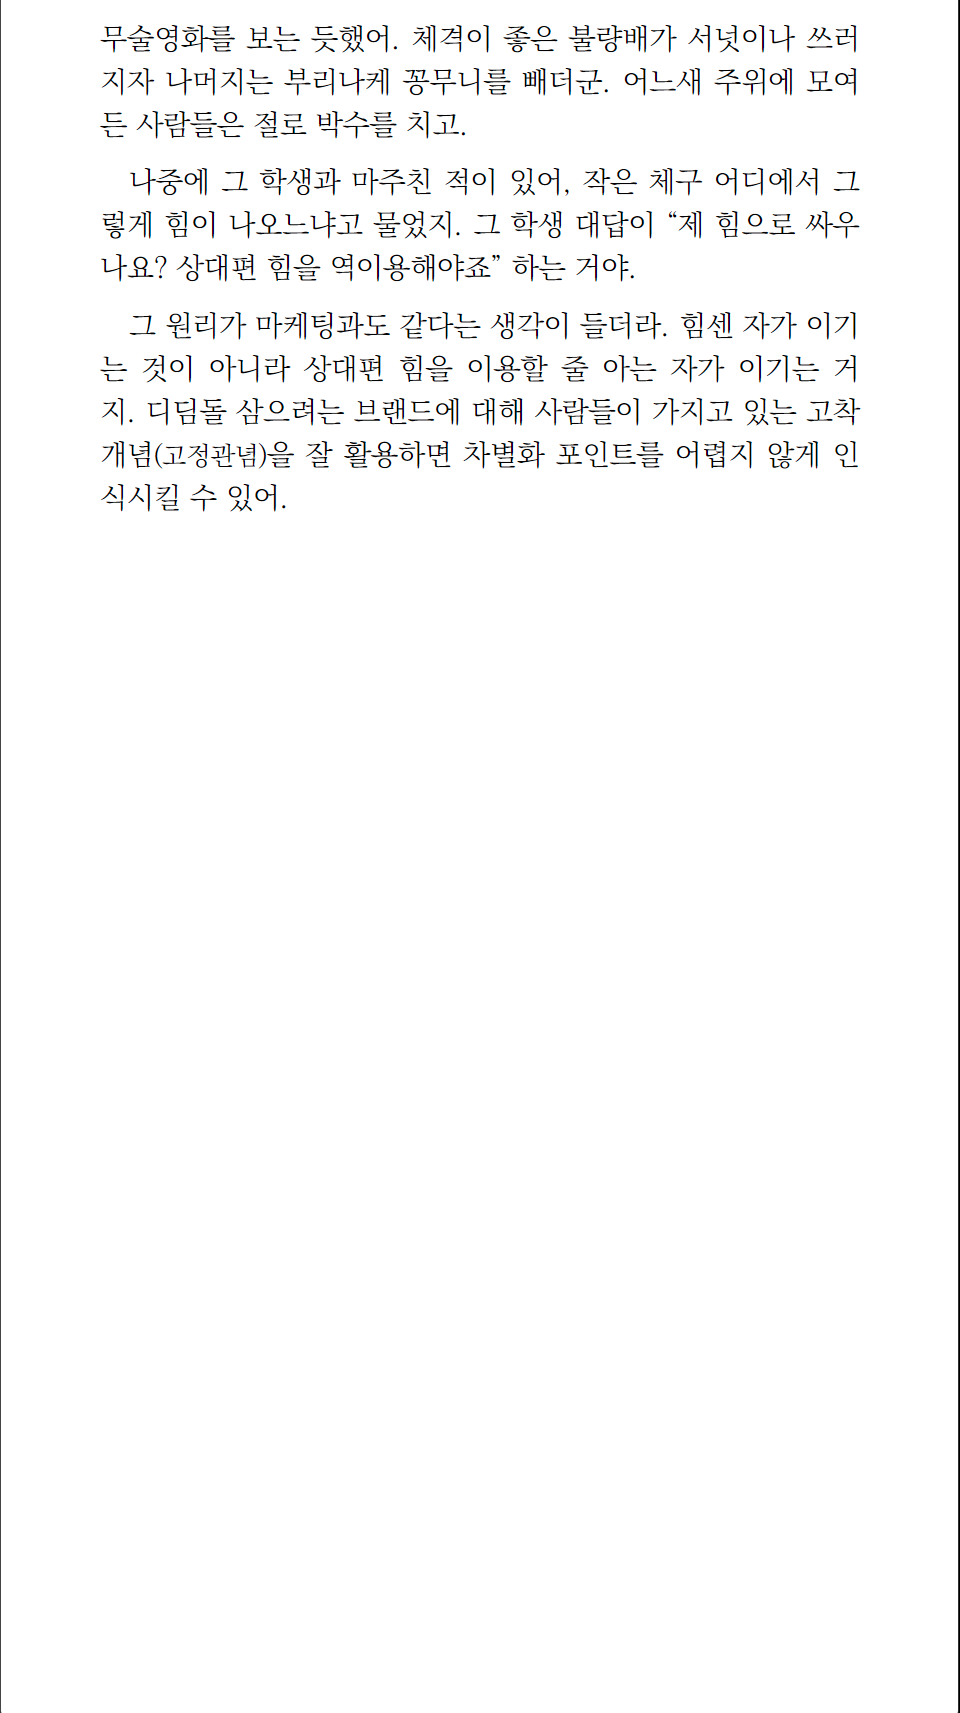 무술영화를 보는 듯했어. 체격이 좋은 불량배가 서넛이나 쓰러
지자 나머지는 부리나케 꽁무니를 빼더군. 어느새 주위에 모여
든 사람들은 절로 박수를 치고.
나중에 그 학생과 마주친 적이 있어, 작은 체구 어디에서 그
렇게 힘이 나오느냐고 물었지. 그 학생 대답이 “제 힘으로 싸우
나요? 상대편 힘을 역이용해야죠” 하는 거야.
그 원리가 마케팅과도 같다는 생각이 들더라. 힘센 자가 이기
는 것이 아니라 상대편 힘을 이용할 줄 아는 자가 이기는 거
지. 디딤돌 삼으려는 브랜드에 대해 사람들이 가지고 있는 고착
개념(고정관념)을 잘 활용하면 차별화 포인트를 어렵지 않게 인
식시킬 수 있어.